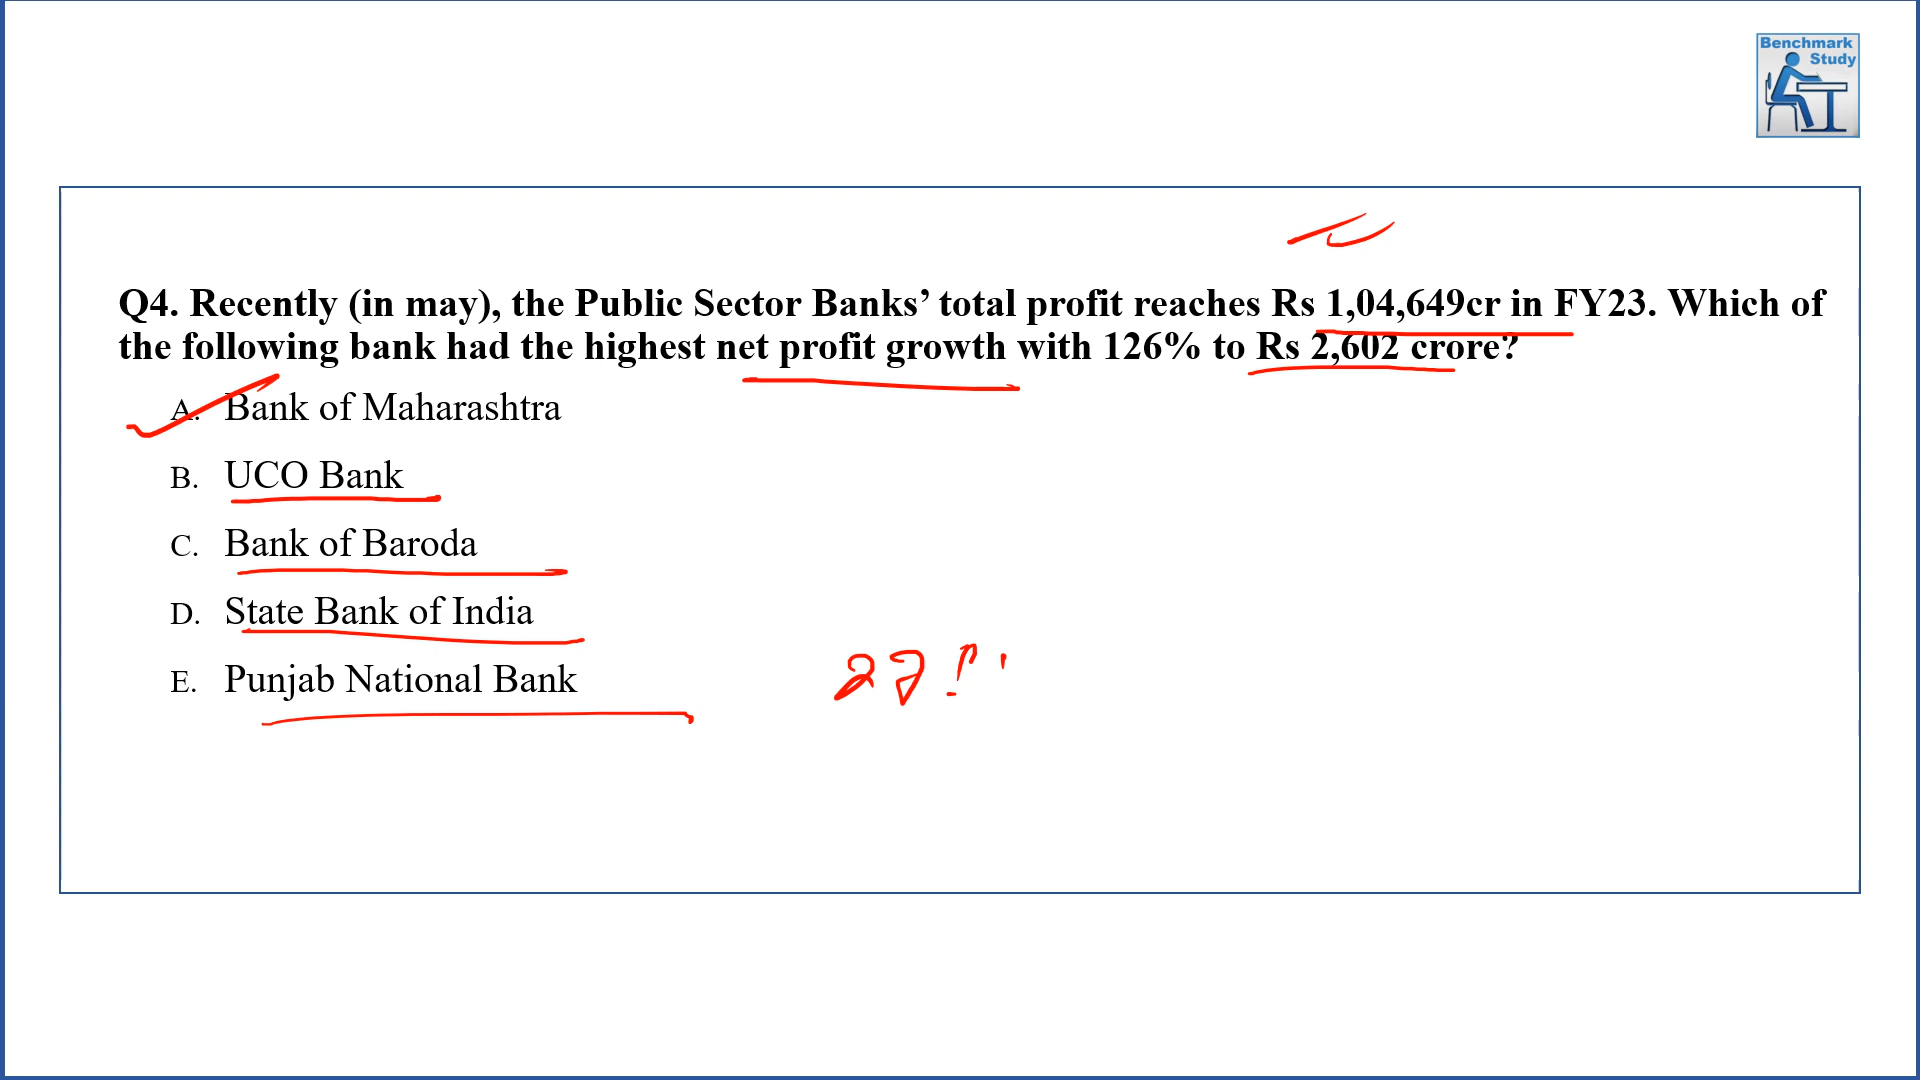 Benchmark
Study
Q4. Recently (in may), the Public Sector Banks’ total profit reaches Rs 1,04,649cr in FY23. Which of
the following bank had the highest net profit growth with 126% to Rs 2,602 crore?
A. Bank of Maharashtra
B. UCO Bank
C. Bank of Baroda
D. State Bank of India
E. Punjab National Bank